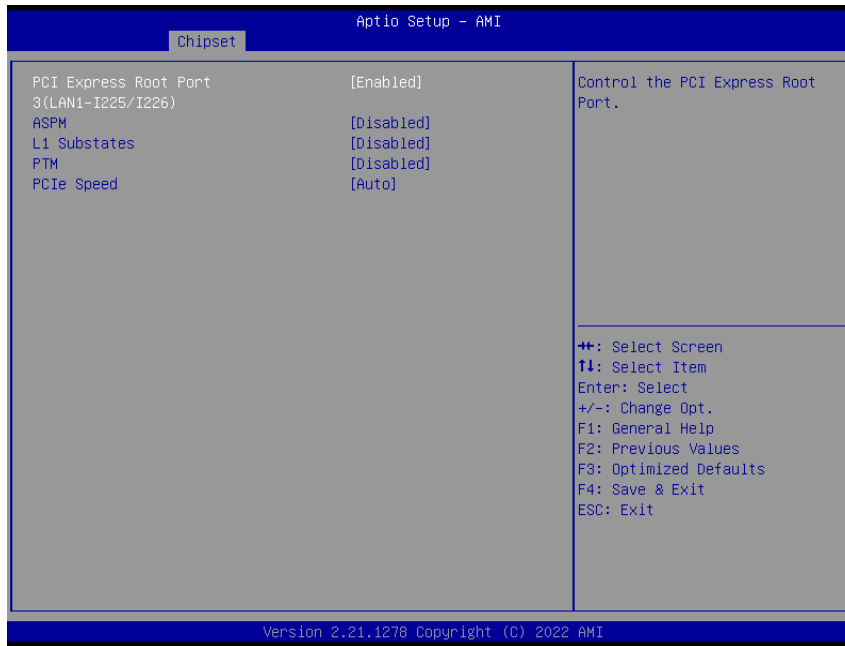 Aptio Setup – AMI
Chipset
PCI Express Root Port [Enabled]
3(LAN1-I225/I226)
ASPM [Disabled]
L1 Substates [Disabled]
PTM [Disabled]
PCIe Speed [Auto]
Control the PCI Express Root
Port.
→←: Select Screen
↑↓: Select Item
Enter: Select
+/-: Change Opt.
F1: General Help
F2: Previous Values
F3: Optimized Defaults
F4: Save & Exit
ESC: Exit
Version 2.21.1278 Copyright (C) 2022 AMI